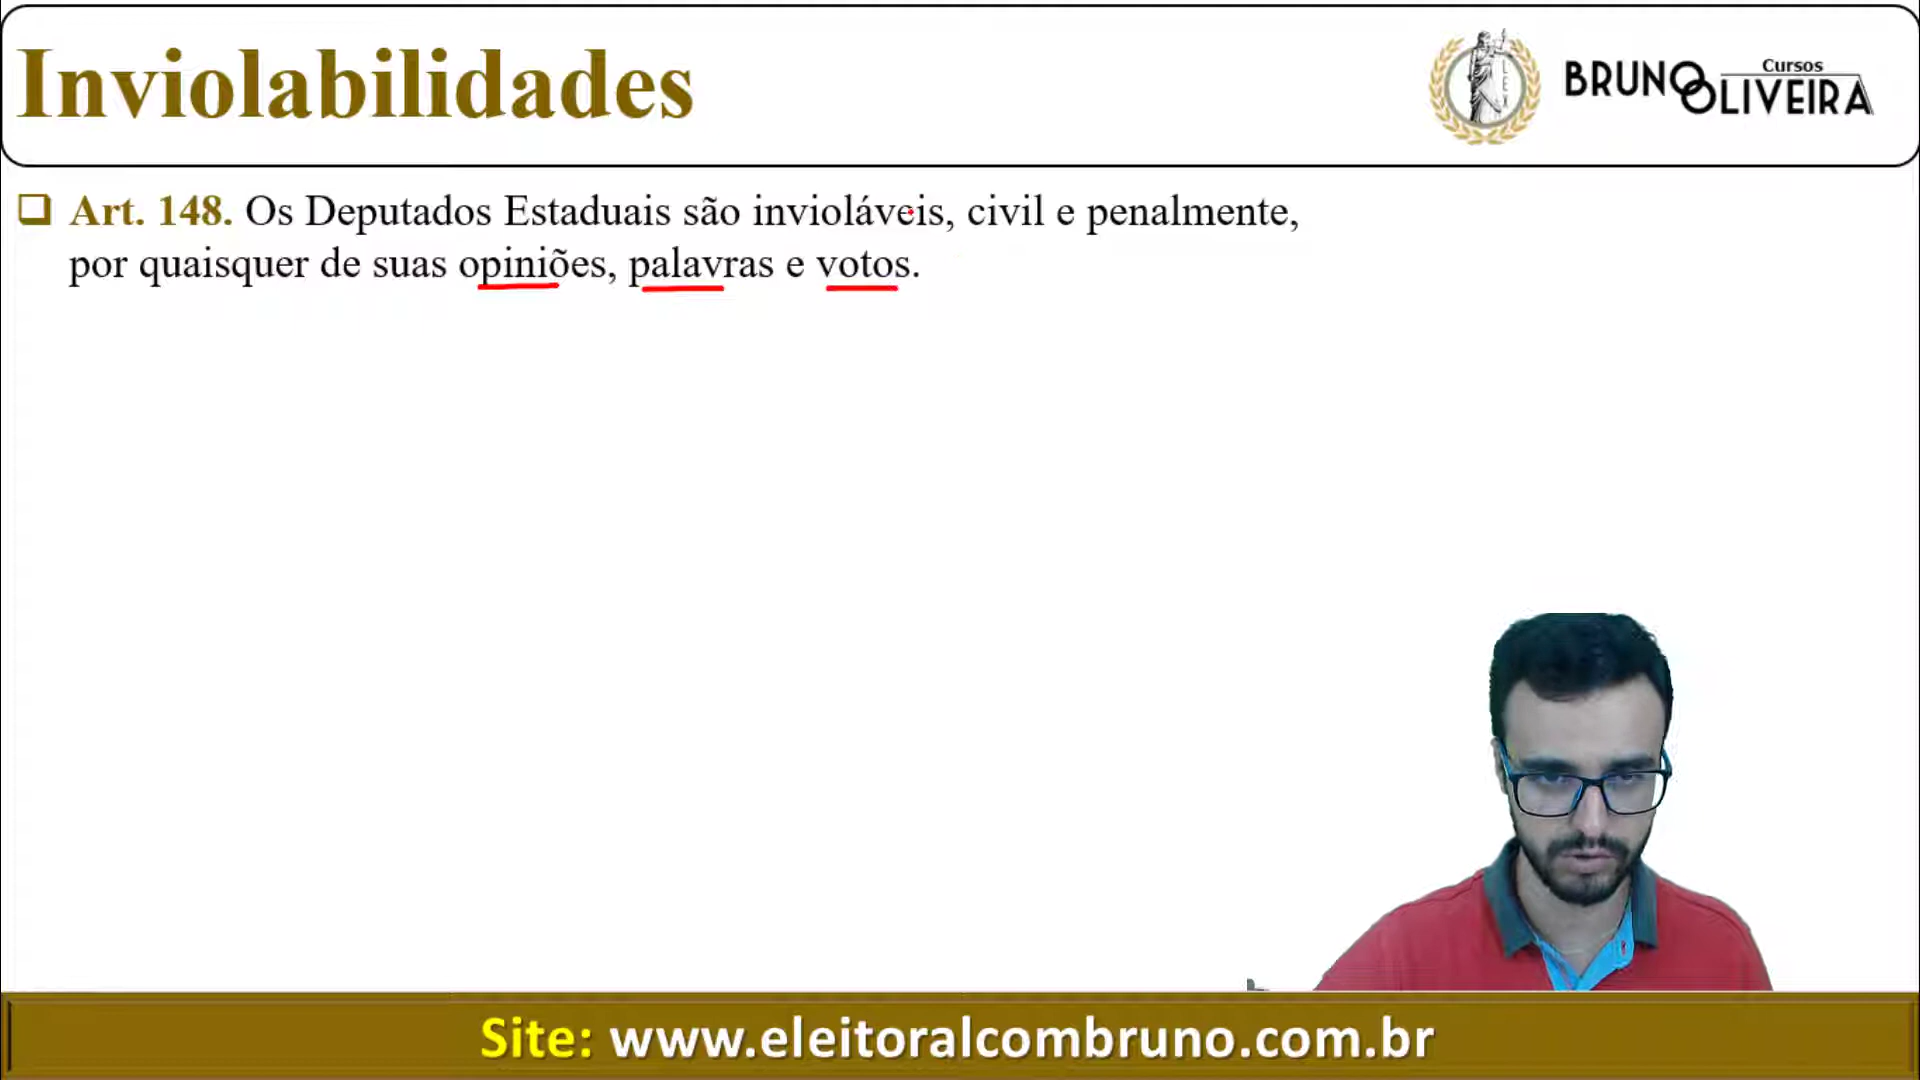 Inviolabilidades
LEX
Cursos
BRUNO OLIVEIRA
Art. 148. Os Deputados Estaduais são invioláveis, civil e penalmente,
por quaisquer de suas opiniões, palavras e votos.
Site: www.eleitoralcombruno.com.br